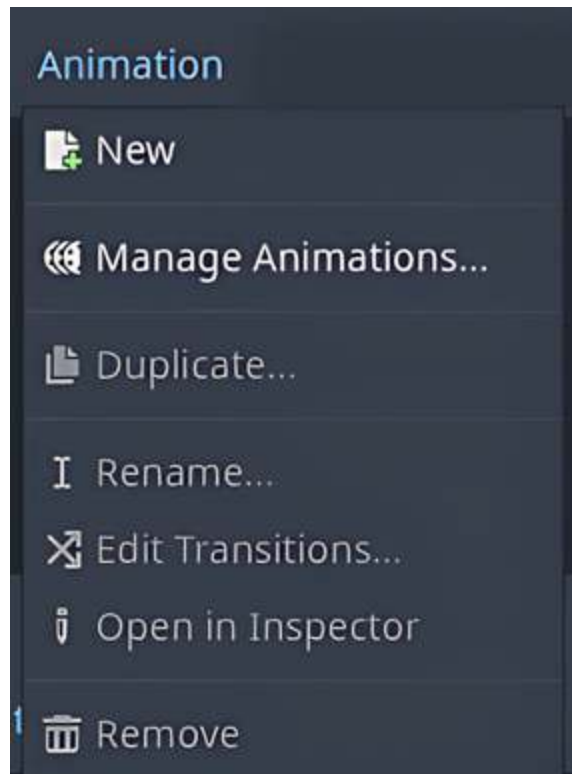 Animation
New
Manage Animations...
Duplicate...
Rename...
Edit Transitions...
Open in Inspector
Remove